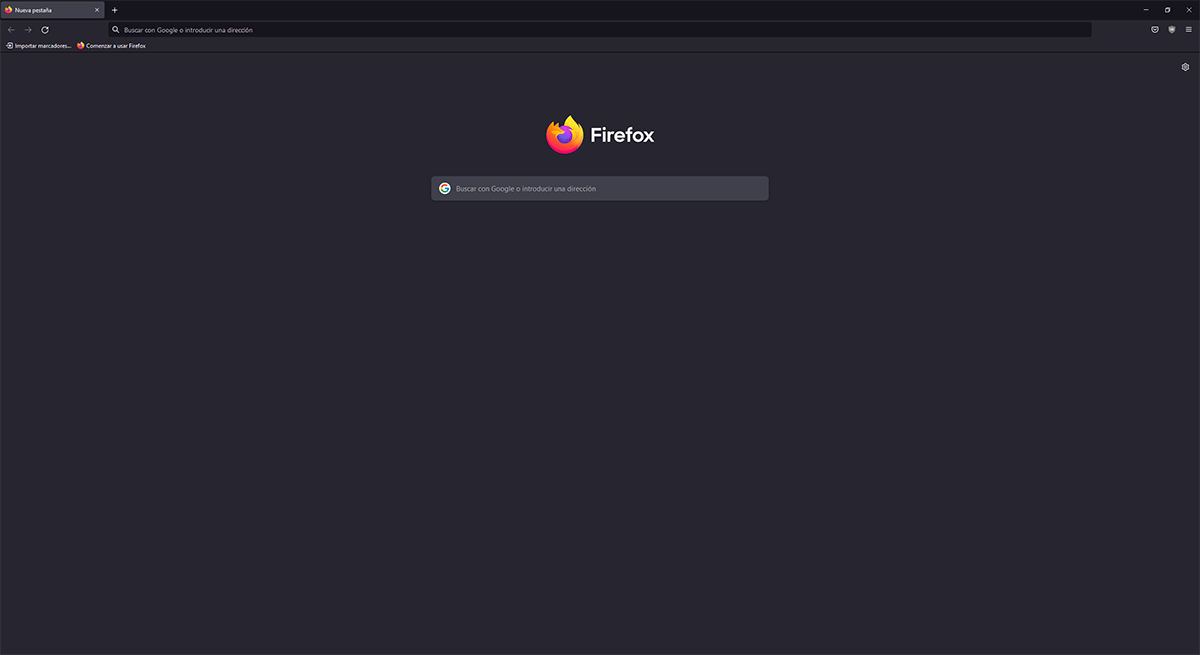 Nueva pestaña
Buscar con Google o introducir una dirección
Importar marcadores... Comenzar a usar Firefox
Firefox
Buscar con Google o introducir una dirección